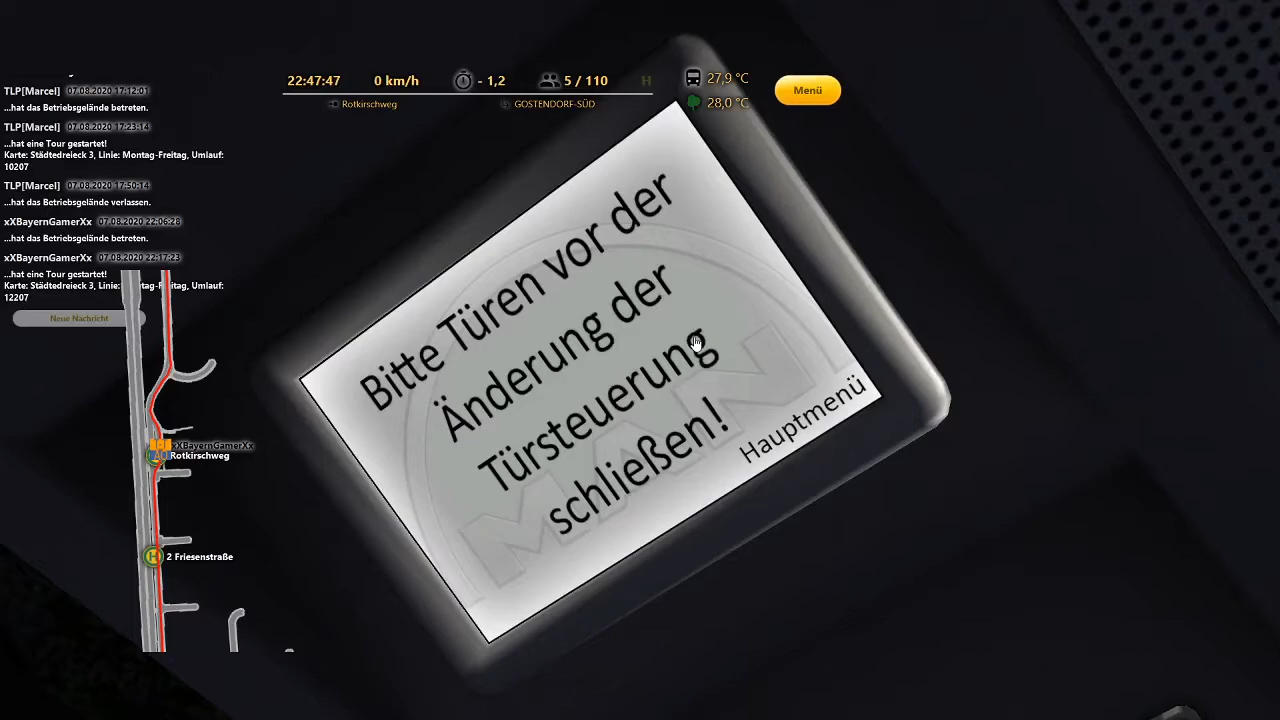 TLP[Marcel] 07.08.2020 17:12:01
...hat das Betriebsgelände betreten.
TLP[Marcel] 07.08.2020 17:23:14
...hat eine Tour gestartet!
Karte: Städtedreieck 3, Linie: Montag-Freitag, Umlauf:
10207
TLP[Marcel] 07.08.2020 17:50:14
...hat das Betriebsgelände verlassen.
xXBayernGamerXx 07.08.2020 22:06:28
...hat das Betriebsgelände betreten.
xXBayernGamerXx 07.08.2020 22:17:23
...hat eine Tour gestartet!
Karte: Städtedreieck 3, Linie: Montag-Freitag, Umlauf:
12207
Neue Nachricht
22:47:47 0 km/h - 1,2 5 / 110 H 27,9 °C
Rotkirschweg GOSTENDORF-SÜD 28,0 °C
Menü
Bitte Türen vor der
Änderung der
Türsteuerung
schließen!
Hauptmenü
MAN
xXBayernGamerXx
Rotkirschweg
H 2 Friesenstraße